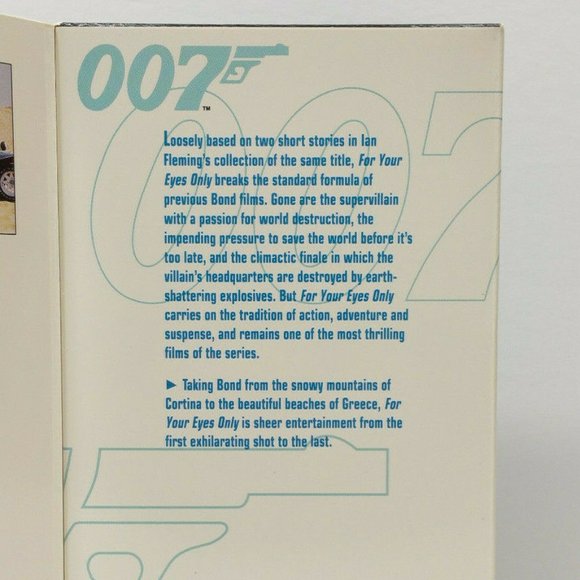 007
™
Loosely based on two short stories in Ian
Fleming's collection of the same title, For Your
Eyes Only breaks the standard formula of
previous Bond films. Gone are the supervillain
with a passion for world destruction, the
impending pressure to save the world before it's
too late, and the climactic finale in which the
villain's headquarters are destroyed by earth-
shattering explosives. But For Your Eyes Only
carries on the tradition of action, adventure and
suspense, and remains one of the most thrilling
films of the series.
► Taking Bond from the snowy mountains of
Cortina to the beautiful beaches of Greece, For
Your Eyes Only is sheer entertainment from the
first exhilarating shot to the last.
007